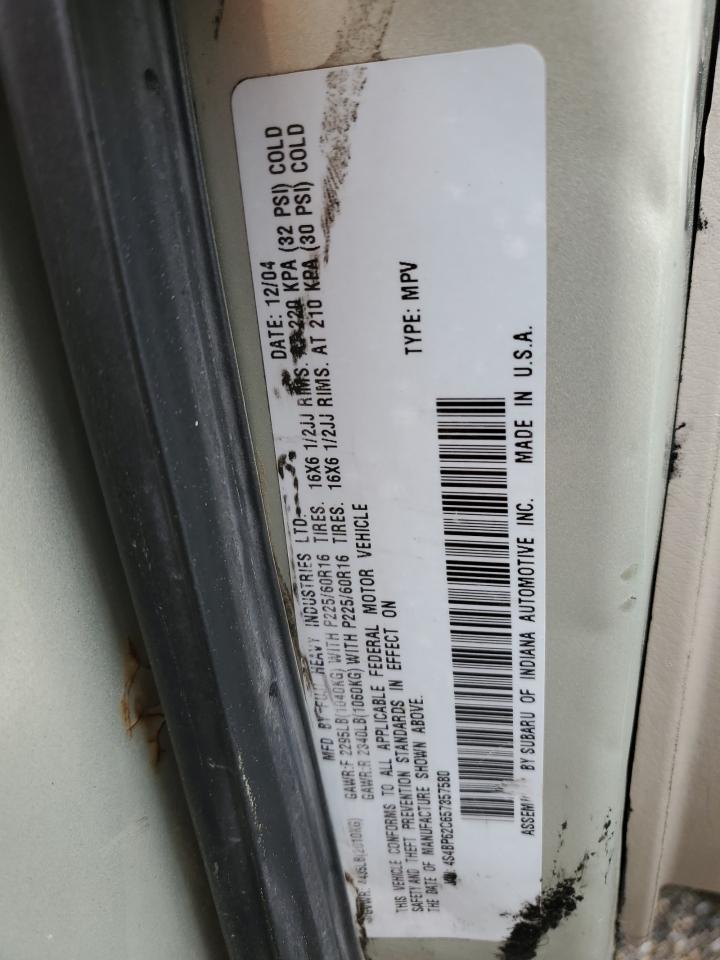 MFD BY FUJI HEAVY INDUSTRIES LTD. DATE: 12/04
GAWR:F 2295LB(1040KG) WITH P225/60R16 TIRES. 16X6 1/2JJ RIMS. 220 KPA (32 PSI) COLD
GAWR:R 2340LB(1060KG) WITH P225/60R16 TIRES. 16X6 1/2JJ RIMS. AT 210 KPA (30 PSI) COLD
THIS VEHICLE CONFORMS TO ALL APPLICABLE FEDERAL MOTOR VEHICLE
SAFETY AND THEFT PREVENTION STANDARDS IN EFFECT ON
THE DATE OF MANUFACTURE SHOWN ABOVE.
4S4BP62C657357580 TYPE: MPV
BY SUBARU OF INDIANA AUTOMOTIVE INC. MADE IN U.S.A.